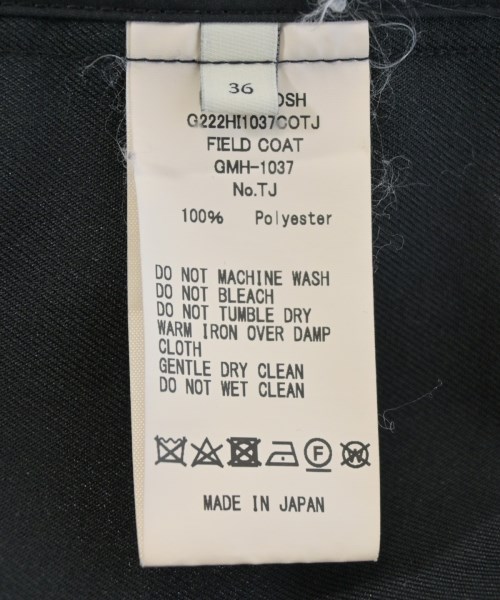 36
OSH
G222HI1037COTJ
FIELD COAT
GMH-1037
No.TJ
100% Polyester
DO NOT MACHINE WASH
DO NOT BLEACH
DO NOT TUMBLE DRY
WARM IRON OVER DAMP
CLOTH
GENTLE DRY CLEAN
DO NOT WET CLEAN
F W
MADE IN JAPAN